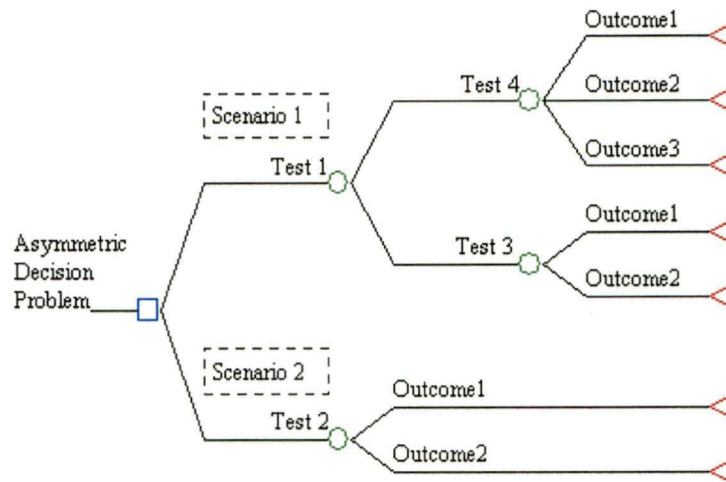 Outcome1
Test 4
Outcome2
Scenario 1
Outcome3
Test 1
Outcome1
Test 3
Outcome2
Asymmetric
Decision
Problem
Scenario 2
Outcome1
Test 2
Outcome2